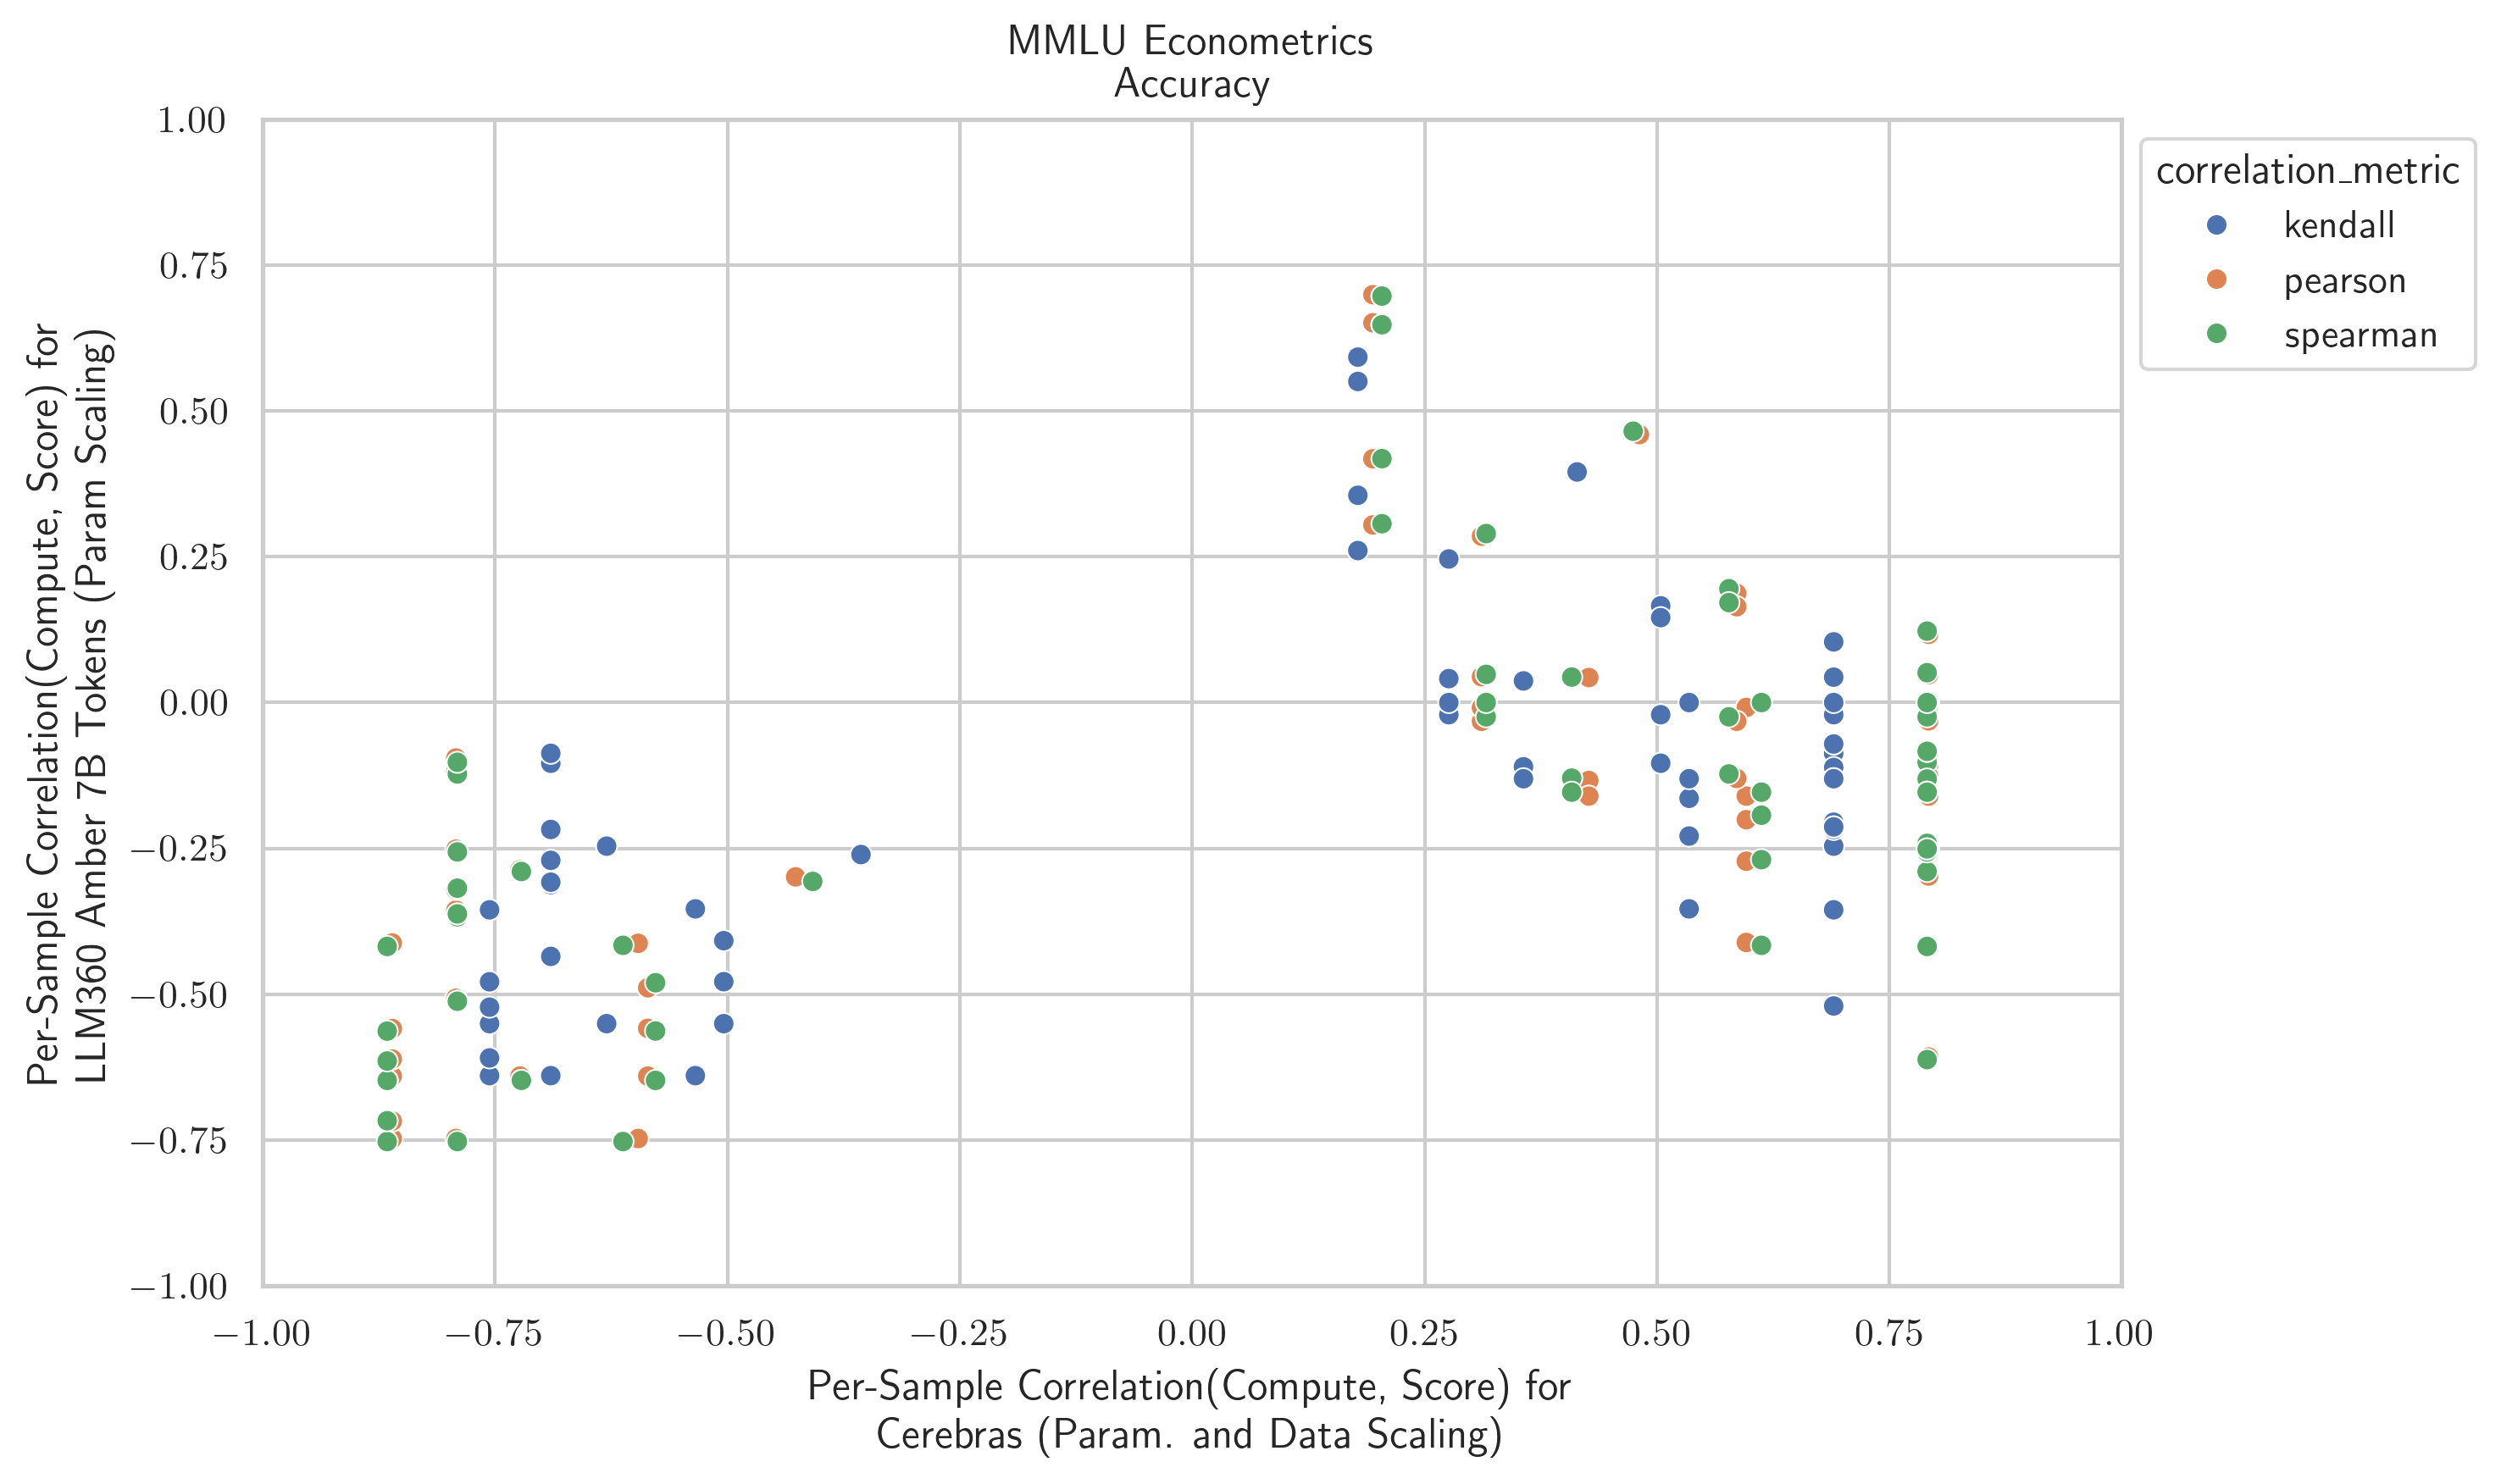 MMLU Econometrics
Accuracy
1.00
0.75
0.50
0.25
0.00
−0.25
−0.50
−0.75
−1.00
Per-Sample Correlation(Compute, Score) for
LLM360 Amber 7B Tokens (Param Scaling)
correlation_metric
kendall
pearson
spearman
−1.00 −0.75 −0.50 −0.25 0.00 0.25 0.50 0.75 1.00
Per-Sample Correlation(Compute, Score) for
Cerebras (Param. and Data Scaling)